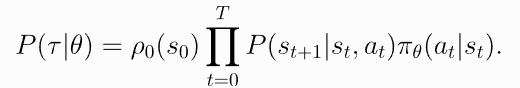 P(τ|θ) = ρ₀(s₀) ∏_{t=0}^{T} P(s_{t+1}|s_t, a_t)π_θ(a_t|s_t).